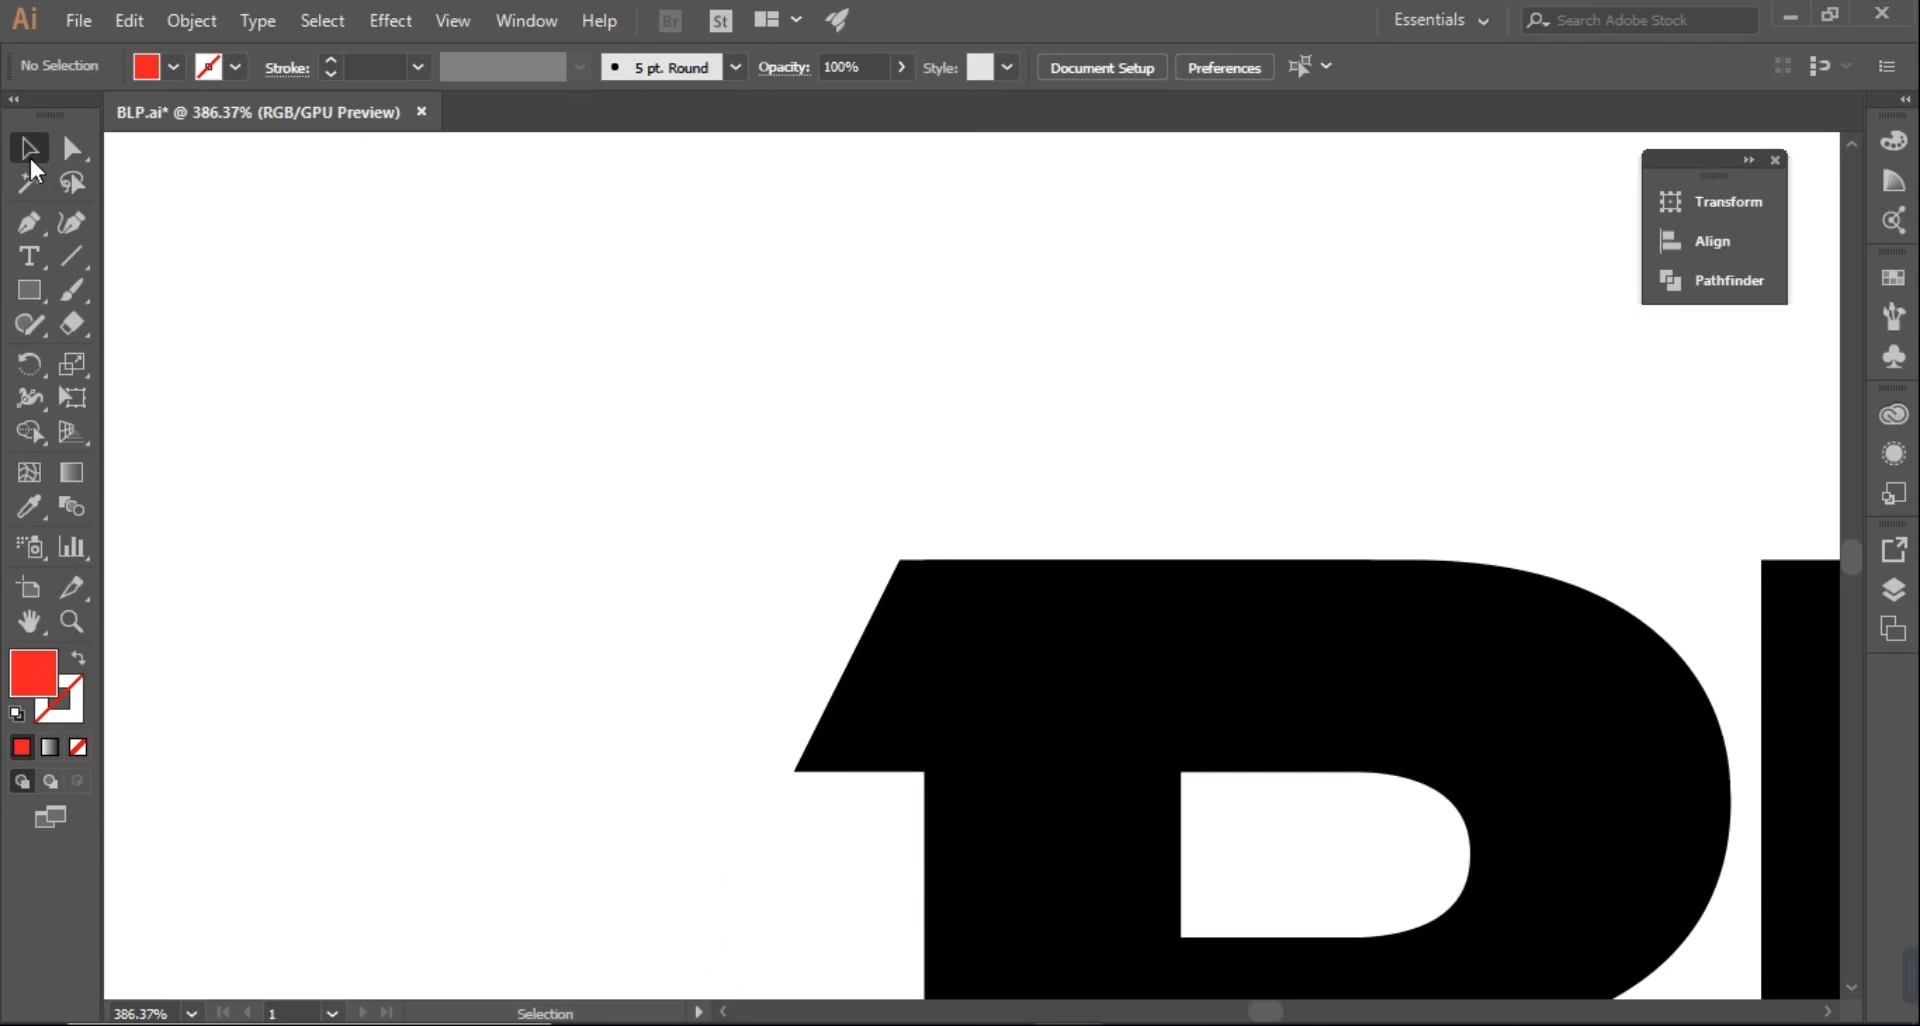 Ai File Edit Object Type Select Effect View Window Help Br St Essentials Search Adobe Stock
No Selection Stroke: 5 pt. Round Opacity: 100% Style: Document Setup Preferences
BLP.ai* @ 386.37% (RGB/GPU Preview)
Transform
Align
Pathfinder
386.37% 1 Selection